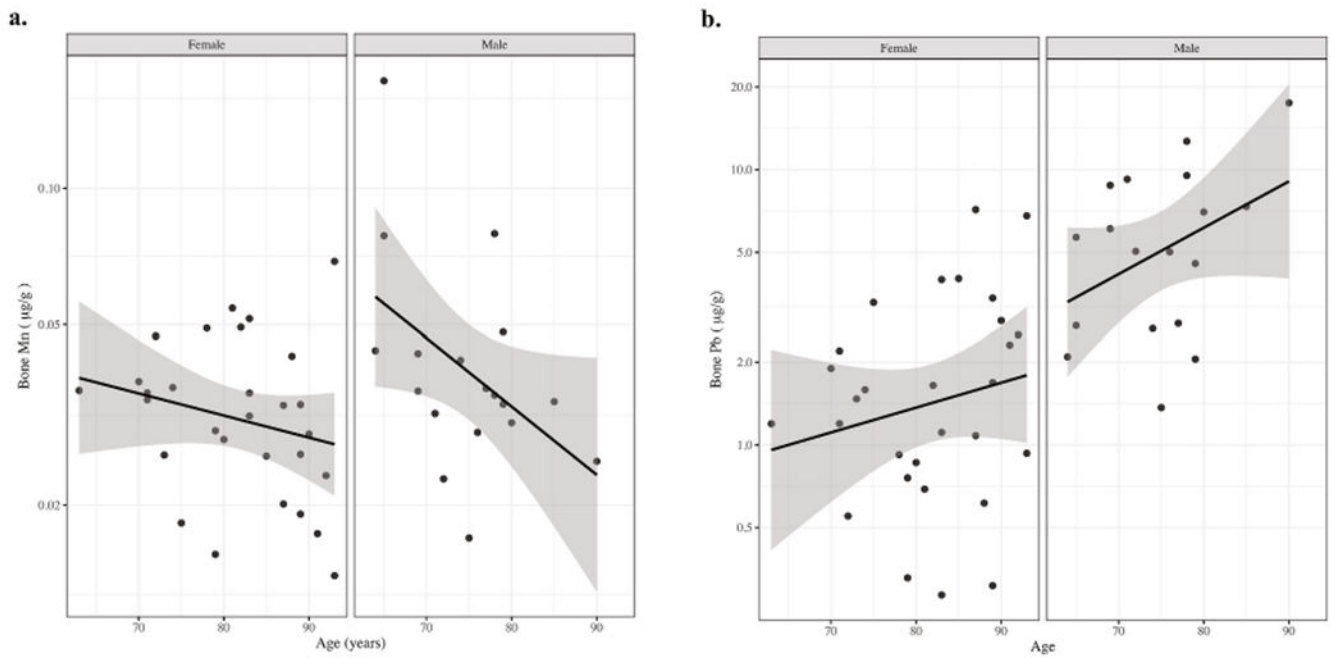 a.
Female
Male
Bone Mn ( µg/g )
0.10
0.05
0.02
70
80
90
70
80
90
Age (years)
b.
Female
Male
Bone Pb ( µg/g)
20.0
10.0
5.0
2.0
1.0
0.5
70
80
90
70
80
90
Age